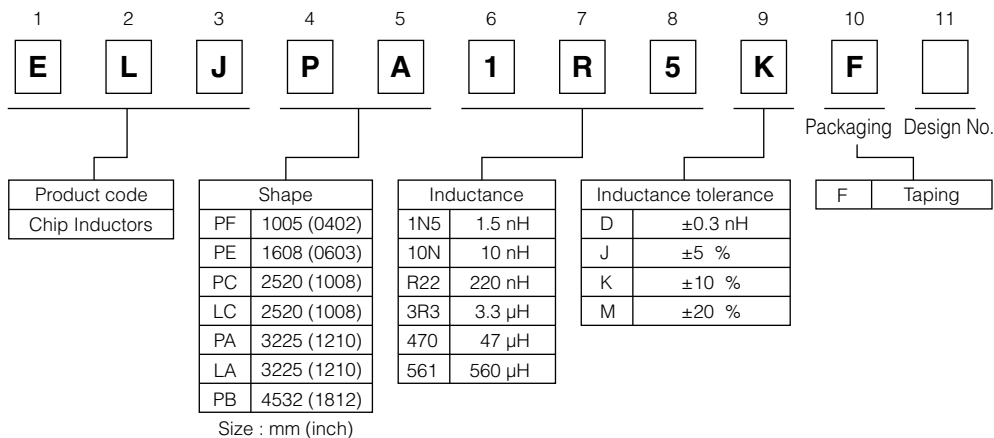 1 2 3 4 5 6 7 8 9 10 11
E L J P A 1 R 5 K F
Packaging Design No.
Product code
Chip Inductors
Shape
PF 1005 (0402)
PE 1608 (0603)
PC 2520 (1008)
LC 2520 (1008)
PA 3225 (1210)
LA 3225 (1210)
PB 4532 (1812)
Size : mm (inch)
Inductance
1N5 1.5 nH
10N 10 nH
R22 220 nH
3R3 3.3 µH
470 47 µH
561 560 µH
Inductance tolerance
D ±0.3 nH
J ±5 %
K ±10 %
M ±20 %
F Taping